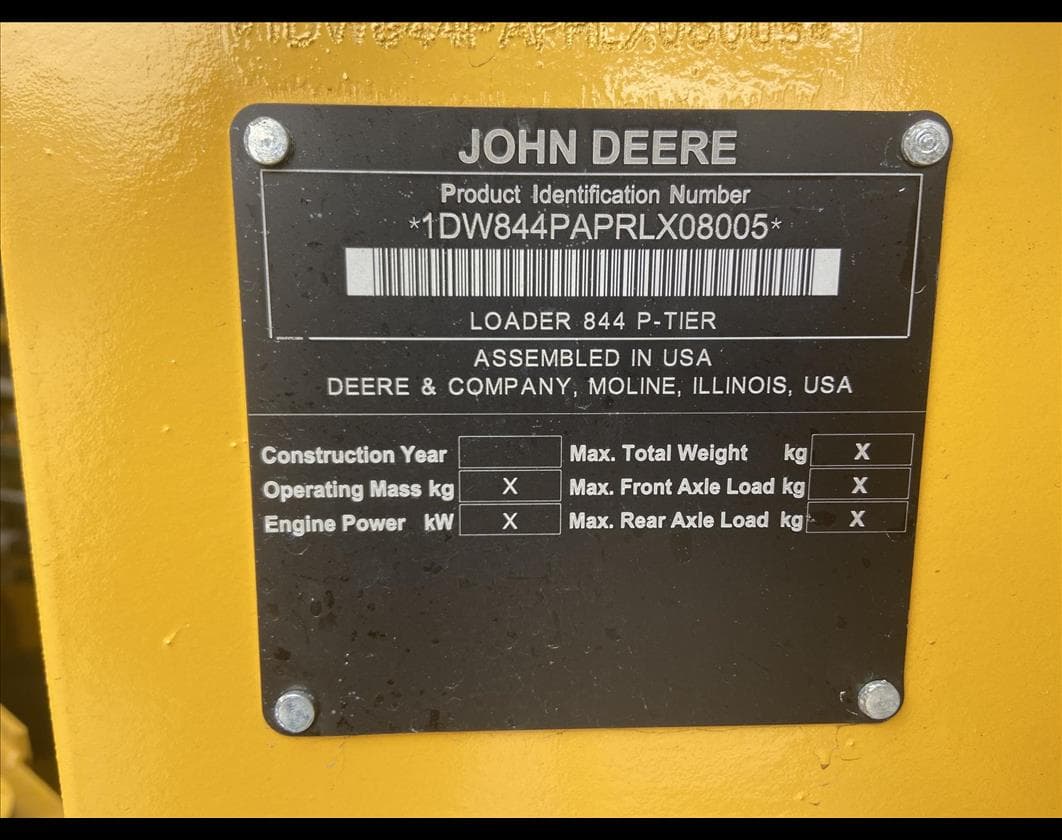 JOHN DEERE
Product Identification Number
*1DW844PAPRLX08005*
LOADER 844 P-TIER
ASSEMBLED IN USA
DEERE & COMPANY, MOLINE, ILLINOIS, USA
Construction Year Max. Total Weight kg X
Operating Mass kg X Max. Front Axle Load kg X
Engine Power kW X Max. Rear Axle Load kg X